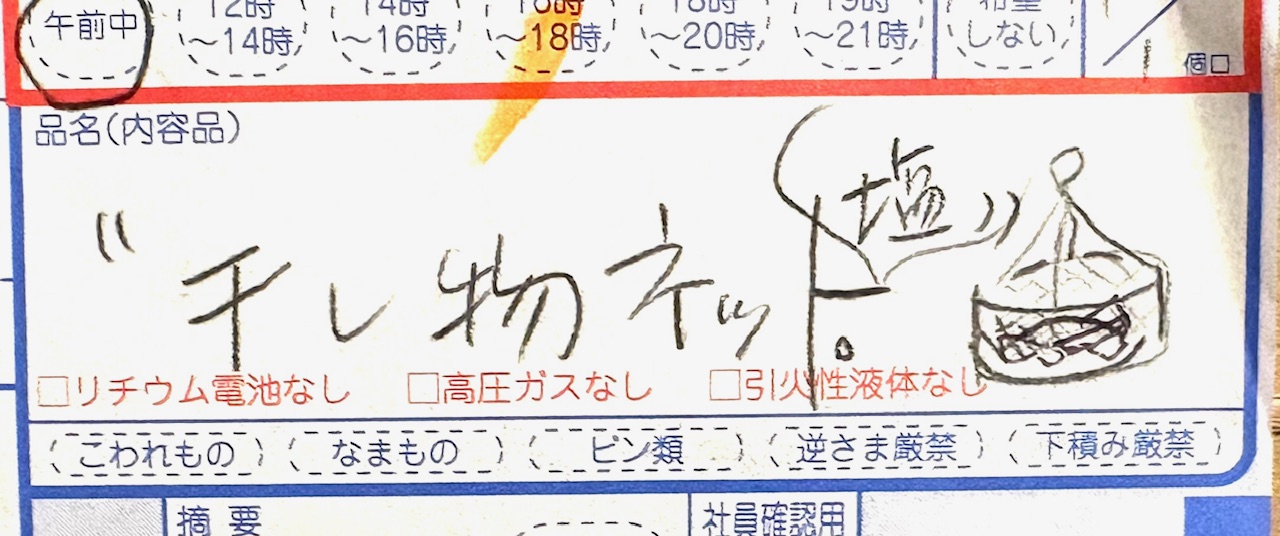 午前中 12時 14時 16時 18時 19時 希望
～14時 ～16時 ～18時 ～20時 ～21時 しない
個口
品名(内容品)
塩
"干し物ネット。"
□リチウム電池なし □高圧ガスなし □引火性液体なし
こわれもの なまもの ビン類 逆さま厳禁 下積み厳禁
摘要 社員確認用